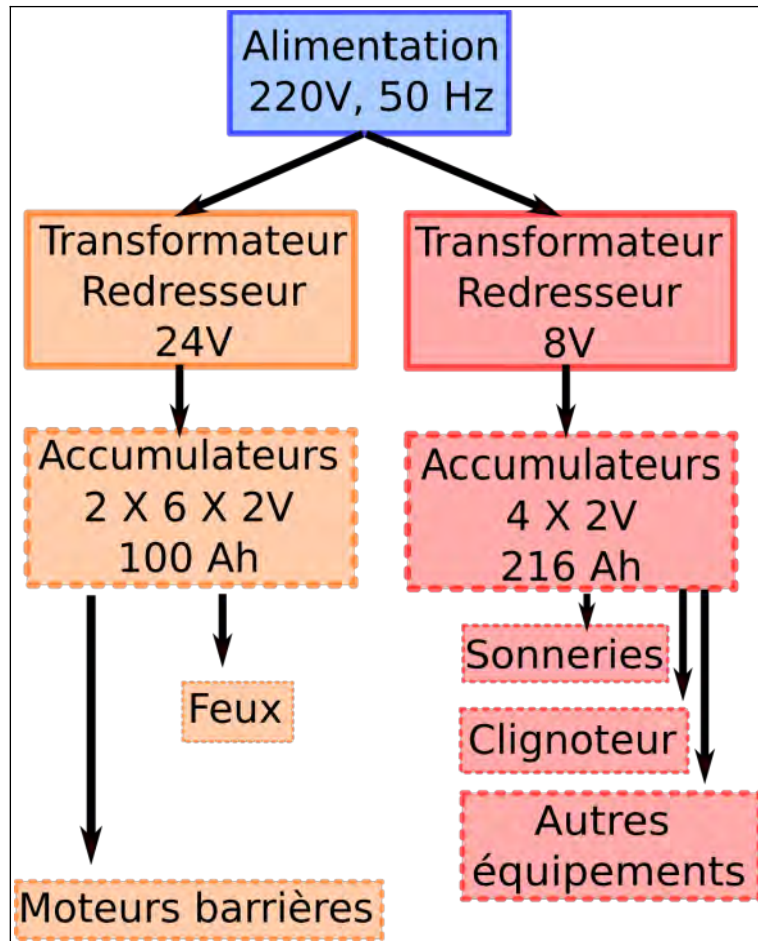 Alimentation
220V, 50 Hz
Transformateur
Redresseur
24V
Transformateur
Redresseur
8V
Accumulateurs
2 X 6 X 2V
100 Ah
Accumulateurs
4 X 2V
216 Ah
Sonneries
Feux
Clignoteur
Autres
équipements
Moteurs barrières